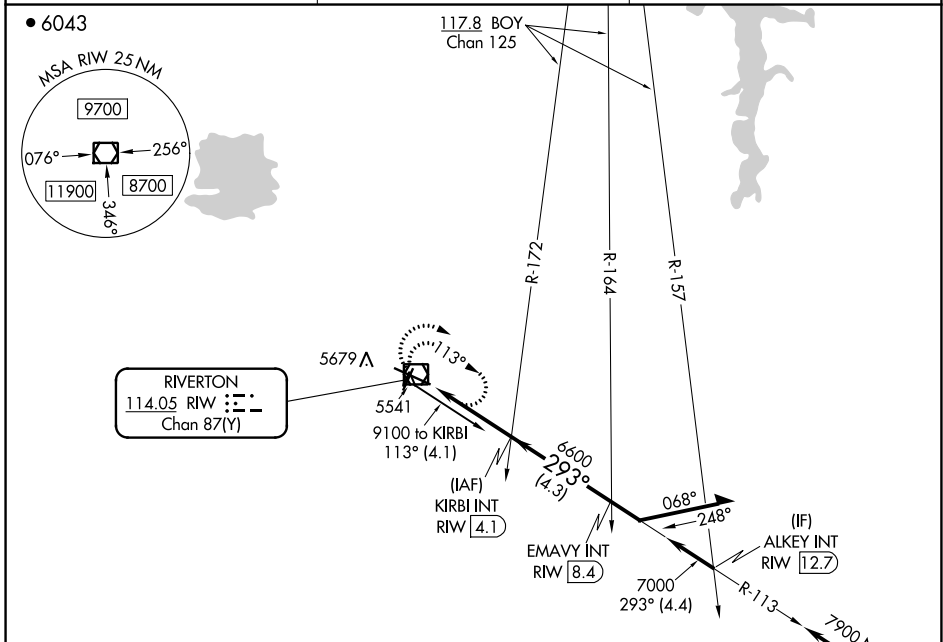 6043
MSA RIW 25 NM
9700
076°
256°
11900
8700
346°
117.8 BOY
Chan 125
R-172
R-164
R-157
5679
113°
RIVERTON
114.05 RIW
Chan 87(Y)
5541
9100 to KIRBI
113° (4.1)
(IAF)
KIRBI INT
RIW 4.1
6600
293°
(4.3)
068°
248°
EMAVY INT
RIW 8.4
(IF)
ALKEY INT
RIW 12.7
7000
293° (4.4)
R-113
7900